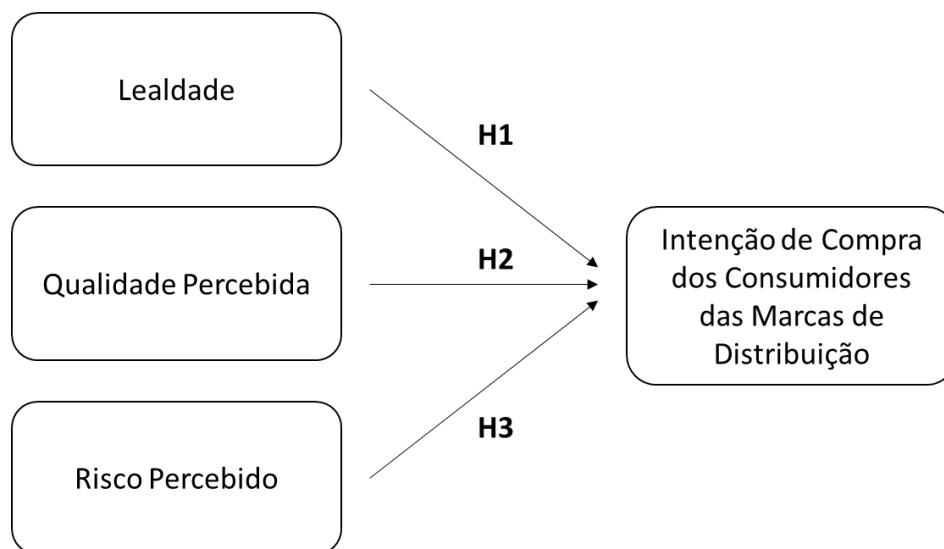 Lealdade
H1
Qualidade Percebida
H2
Intenção de Compra
dos Consumidores
das Marcas de
Distribuição
H3
Risco Percebido